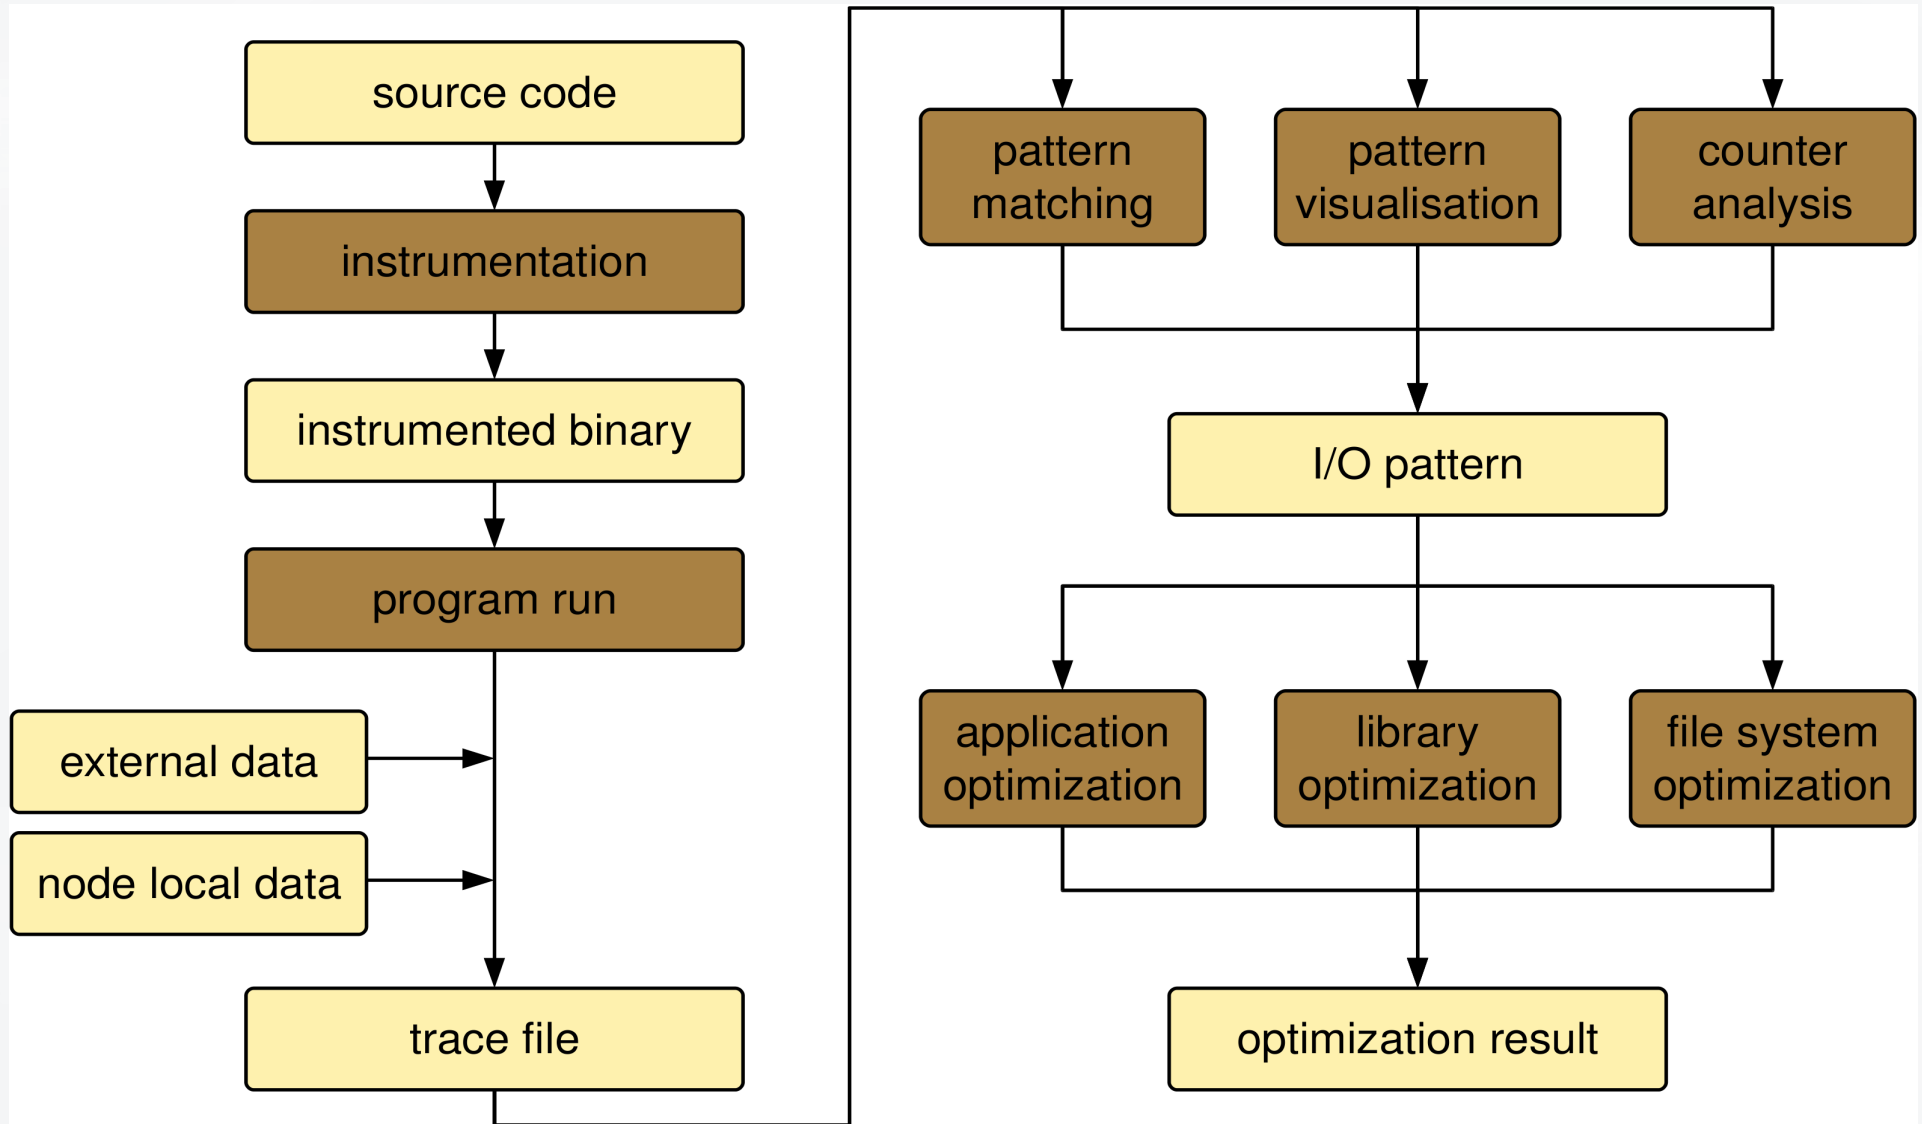 source code
instrumentation
instrumented binary
program run
external data
node local data
trace file
pattern
matching
pattern
visualisation
counter
analysis
I/O pattern
application
optimization
library
optimization
file system
optimization
optimization result